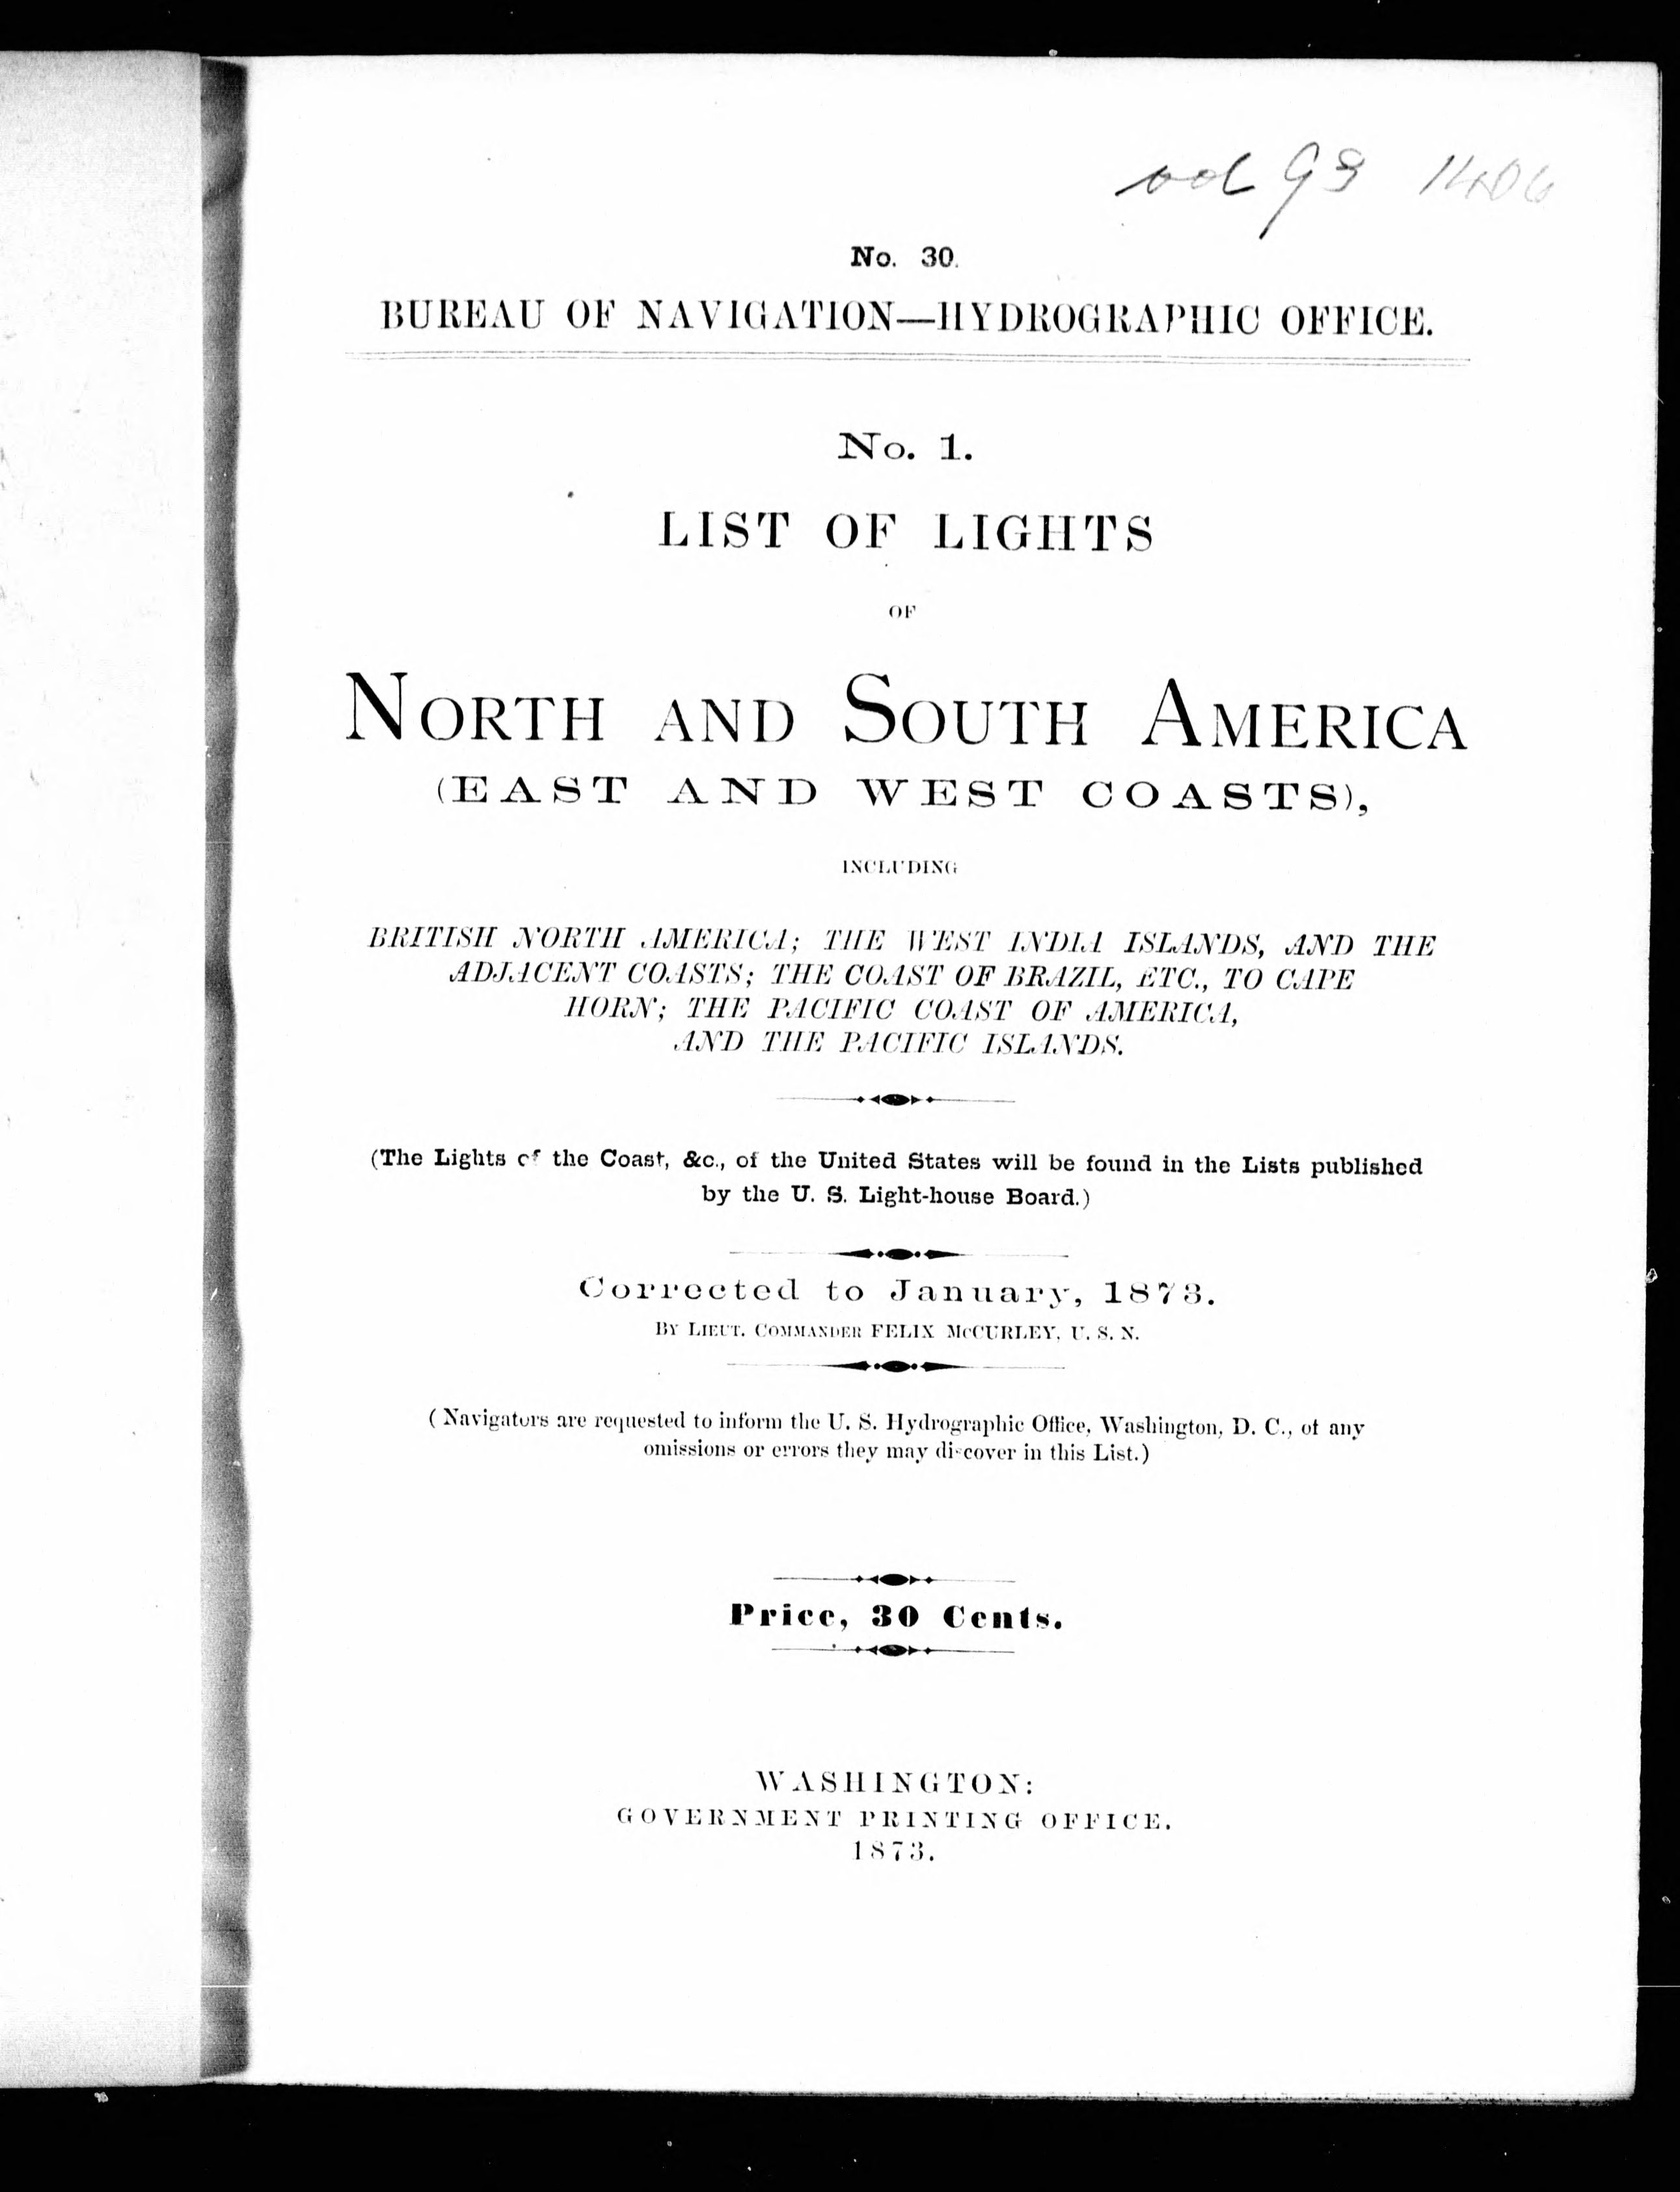 vol 93 1406
No. 30.
BUREAU OF NAVIGATION—HYDROGRAPHIC OFFICE.
No. 1.
LIST OF LIGHTS
OF
NORTH AND SOUTH AMERICA
(EAST AND WEST COASTS),
INCLUDING
BRITISH NORTH AMERICA; THE WEST INDIA ISLANDS, AND THE
ADJACENT COASTS; THE COAST OF BRAZIL, ETC., TO CAPE
HORN; THE PACIFIC COAST OF AMERICA,
AND THE PACIFIC ISLANDS.
(The Lights of the Coast, &c., of the United States will be found in the Lists published
by the U. S. Light-house Board.)
Corrected to January, 1873.
BY LIEUT. COMMANDER FELIX McCURLEY, U. S. N.
(Navigators are requested to inform the U. S. Hydrographic Office, Washington, D. C., of any
omissions or errors they may discover in this List.)
Price, 30 Cents.
WASHINGTON:
GOVERNMENT PRINTING OFFICE.
1873.